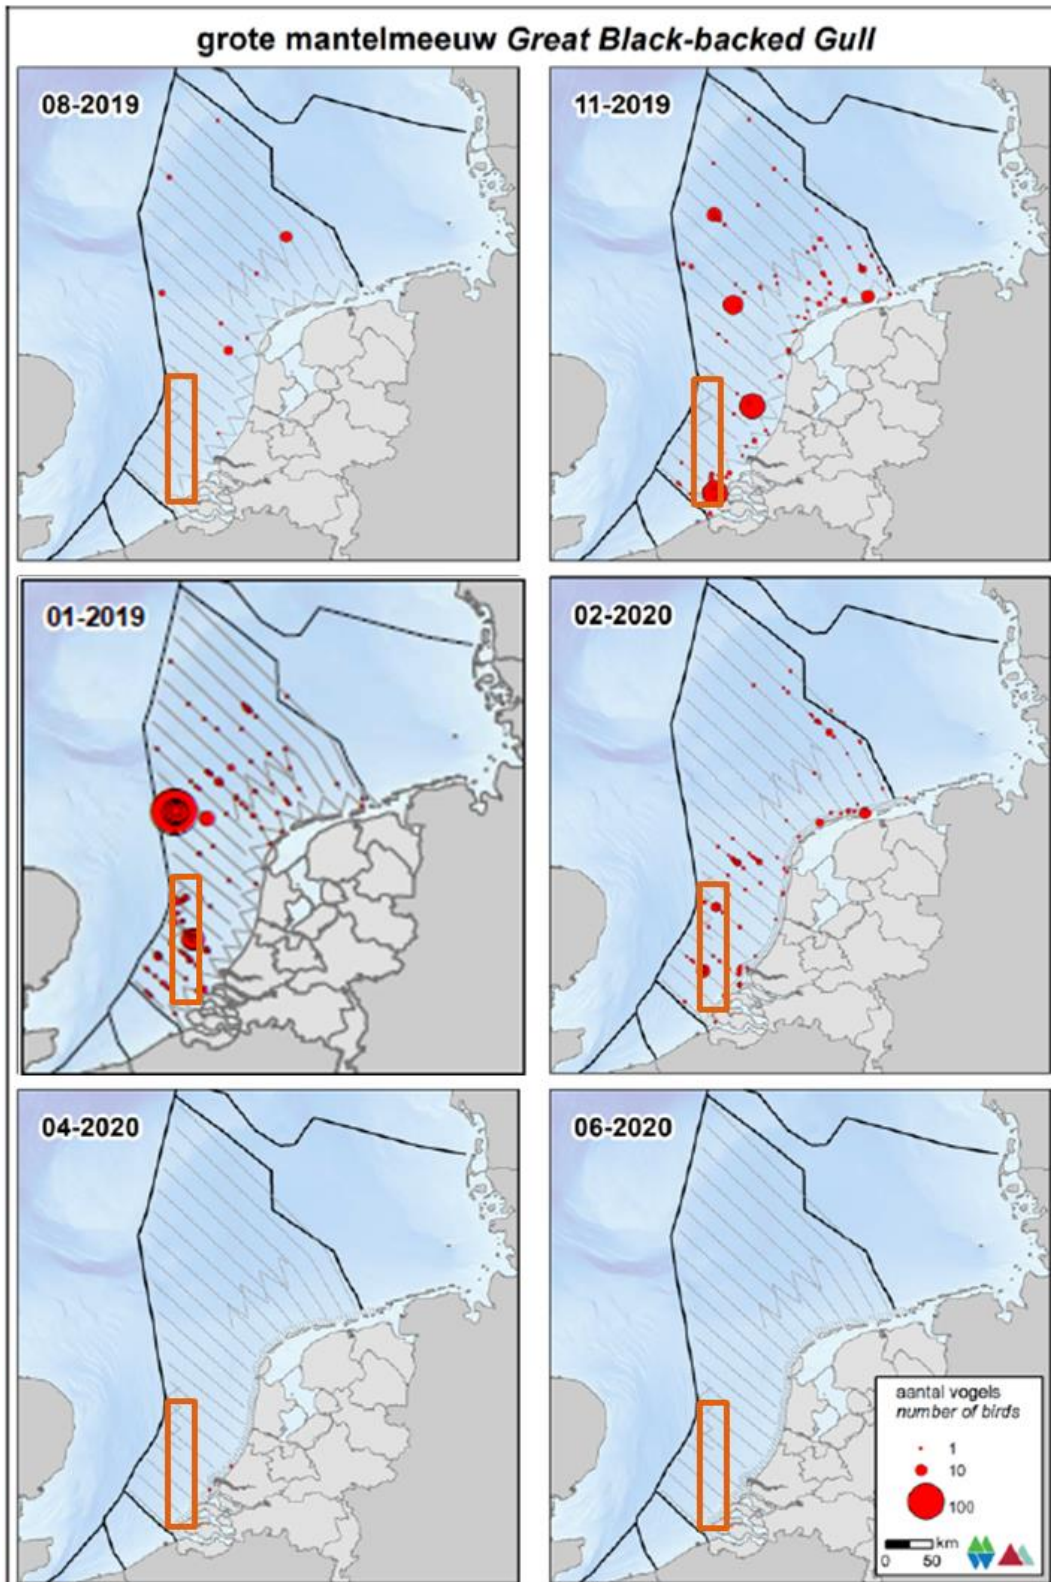 grote mantelmeeuw Great Black-backed Gull
08-2019
11-2019
01-2019
02-2020
04-2020
06-2020
aantal vogels
number of birds
1
10
100
km
0 50